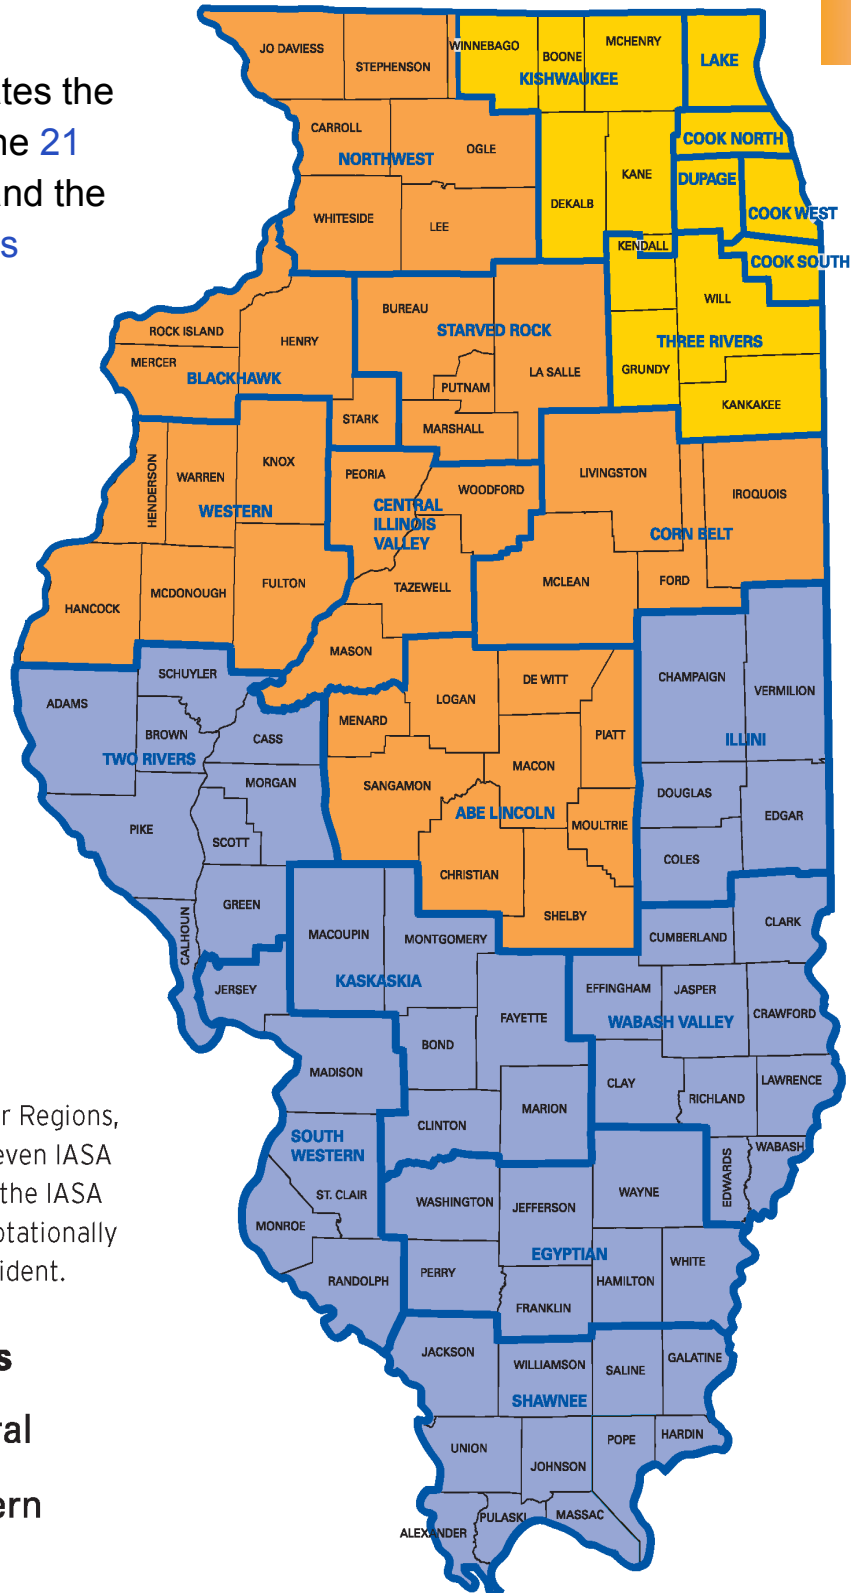 tes the
ne 21
and the
s
JO DAVIESS
STEPHENSON
WINNEBAGO
BOONE
MCHENRY
KISHWAUKEE
LAKE
CARROLL
OGLE
NORTHWEST
COOK NORTH
DEKALB
KANE
DUPAGE
COOK WEST
WHITESIDE
LEE
KENDALL
COOK SOUTH
WILL
BUREAU
STARVED ROCK
THREE RIVERS
ROCK ISLAND
HENRY
MERCER
BLACKHAWK
PUTNAM
LA SALLE
GRUNDY
KANKAKEE
STARK
MARSHALL
HENDERSON
WARREN
KNOX
WESTERN
PEORIA
WOODFORD
CENTRAL
ILLINOIS
VALLEY
LIVINGSTON
IROQUOIS
CORN BELT
HANCOCK
MCDONOUGH
FULTON
TAZEWELL
MCLEAN
FORD
MASON
SCHUYLER
ADAMS
BROWN
CASS
TWO RIVERS
MENARD
LOGAN
DE WITT
PIATT
CHAMPAIGN
VERMILION
ILLINI
MORGAN
SANGAMON
MACON
DOUGLAS
EDGAR
PIKE
SCOTT
ABE LINCOLN
MOULTRIE
COLES
CHRISTIAN
SHELBY
GREEN
CALHOUN
MACOUPIN
MONTGOMERY
CUMBERLAND
CLARK
JERSEY
KASKASKIA
FAYETTE
EFFINGHAM
JASPER
CRAWFORD
WABASH VALLEY
BOND
MADISON
CLAY
RICHLAND
LAWRENCE
MARION
CLINTON
SOUTH
WESTERN
EDWARDS
WABASH
ST. CLAIR
MONROE
WASHINGTON
JEFFERSON
WAYNE
EGYPTIAN
RANDOLPH
PERRY
FRANKLIN
HAMILTON
WHITE
JACKSON
WILLIAMSON
SALINE
GALATINE
SHAWNEE
UNION
JOHNSON
POPE
HARDIN
ALEXANDER
PULASKI
MASSAC
r Regions,
even IASA
the IASA
otationally
ident.
s
ral
ern